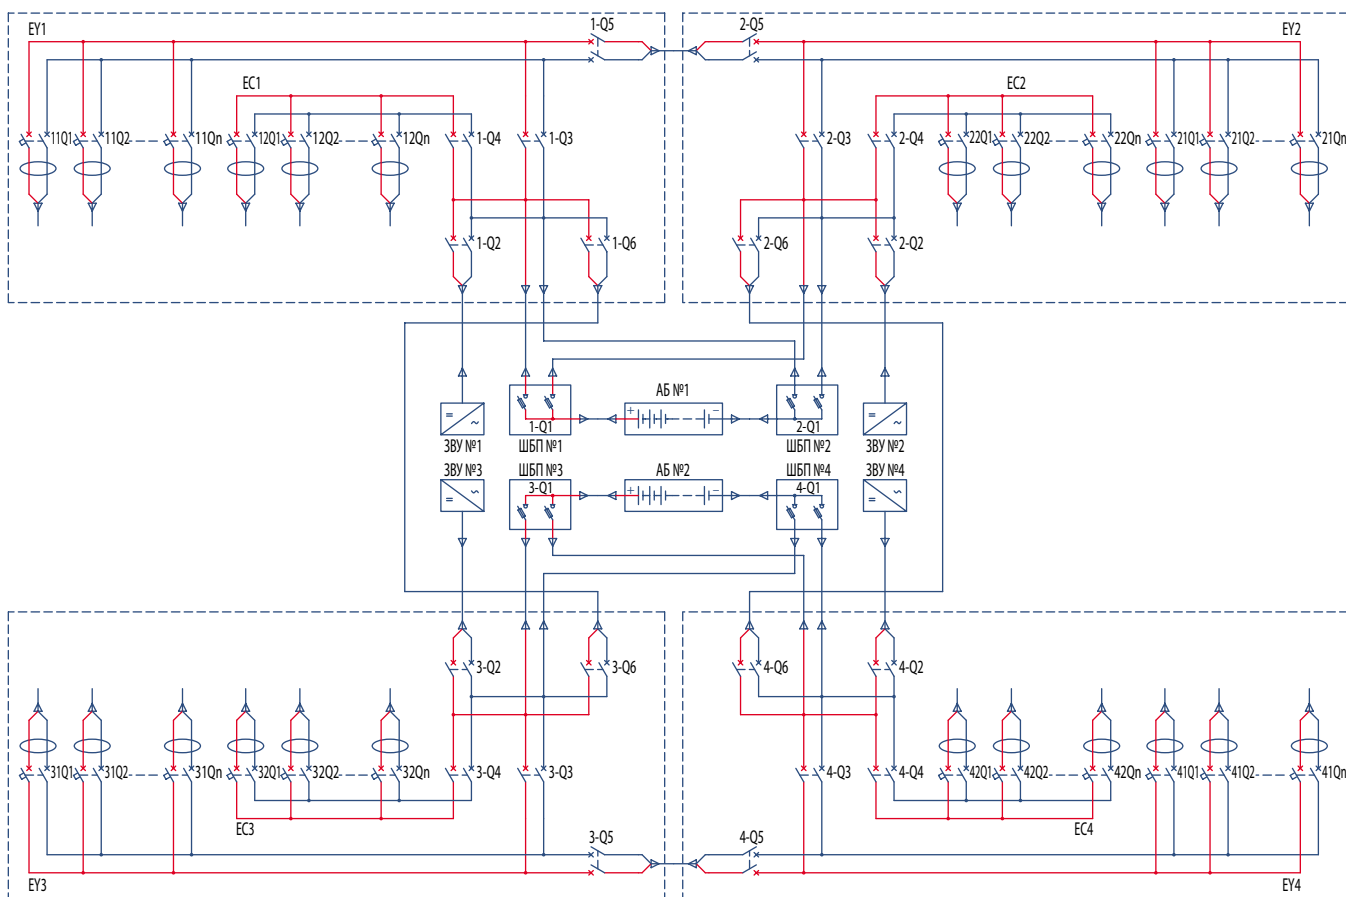 1-Q5
2-Q5
EY1
EY2
EC1
EC2
11Q1
11Q2
11Qn
12Q1
12Q2
12Qn
1-Q4
1-Q3
2-Q3
2-Q4
22Q1
22Q2
22Qn
21Q1
21Q2
21Qn
1-Q2
1-Q6
2-Q6
2-Q2
АБ №1
= ~
+ −
= ~
1-Q1
2-Q1
ЗВУ №1
ШБП №1
ШБП №2
ЗВУ №2
ЗВУ №3
ШБП №3
АБ №2
ШБП №4
ЗВУ №4
3-Q1
4-Q1
= ~
+ −
= ~
3-Q2
3-Q6
4-Q6
4-Q2
31Q1
31Q2
31Qn
32Q1
32Q2
32Qn
3-Q4
3-Q3
4-Q3
4-Q4
42Q1
42Q2
42Qn
41Q1
41Q2
41Qn
EC3
EC4
3-Q5
4-Q5
EY3
EY4